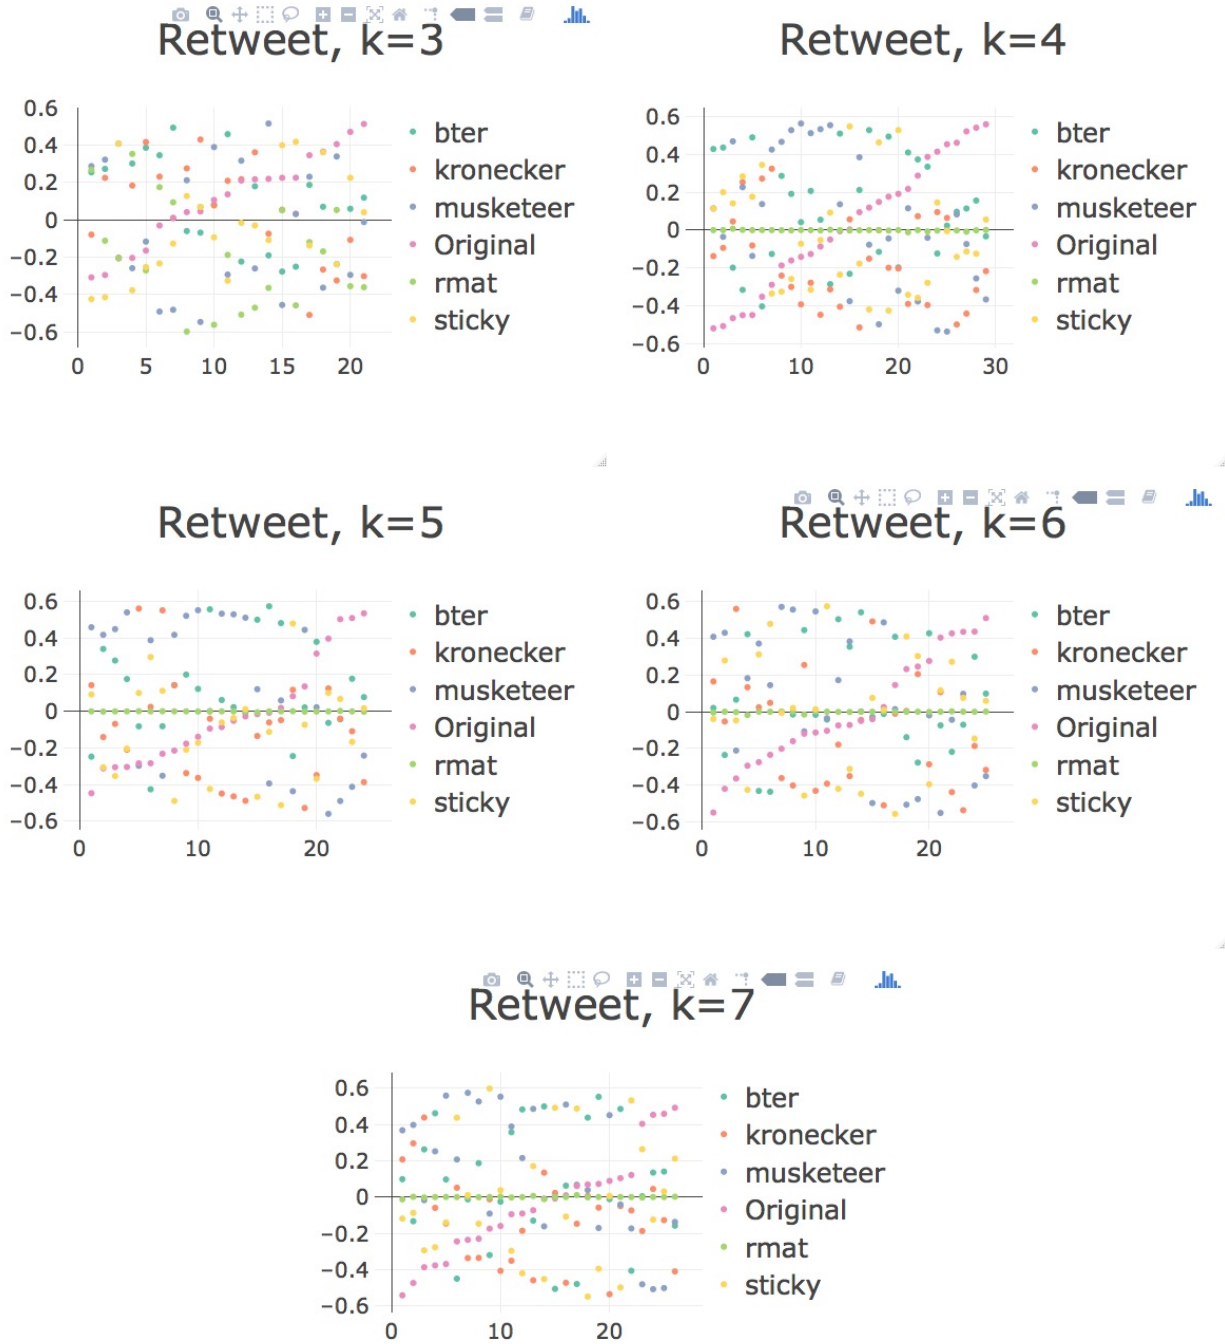 Retweet, k=3
0.6
0.4
0.2
0
−0.2
−0.4
−0.6
0 5 10 15 20
bter
kronecker
musketeer
Original
rmat
sticky
Retweet, k=4
0.6
0.4
0.2
0
−0.2
−0.4
−0.6
0 10 20 30
bter
kronecker
musketeer
Original
rmat
sticky
Retweet, k=5
0.6
0.4
0.2
0
−0.2
−0.4
−0.6
0 20
bter
kronecker
musketeer
Original
rmat
sticky
Retweet, k=6
0.6
0.4
0.2
0
−0.2
−0.4
−0.6
0 10 20
bter
kronecker
musketeer
Original
rmat
sticky
Retweet, k=7
0.6
0.4
0.2
0
−0.2
−0.4
−0.6
0 10 20
bter
kronecker
musketeer
Original
rmat
sticky